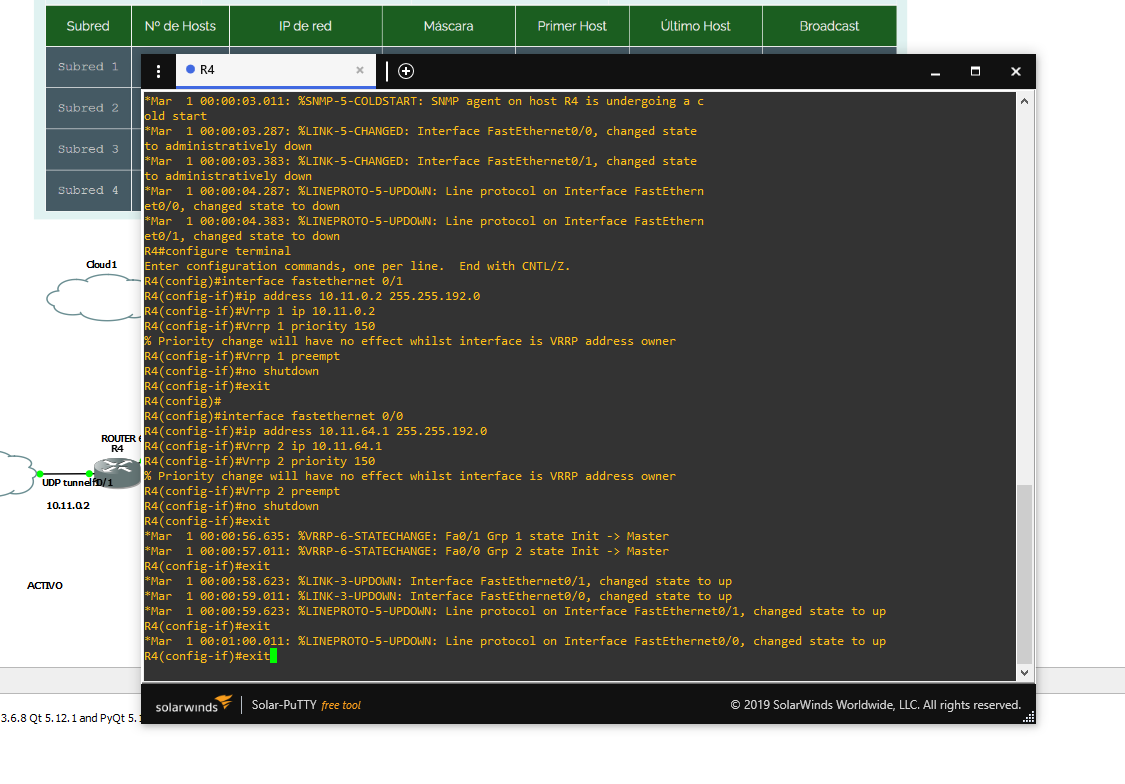 Subred Nº de Hosts IP de red Máscara Primer Host Último Host Broadcast
Subred 1
Subred 2
Subred 3
Subred 4
R4
*Mar  1 00:00:03.011: %SNMP-5-COLDSTART: SNMP agent on host R4 is undergoing a c
old start
*Mar  1 00:00:03.287: %LINK-5-CHANGED: Interface FastEthernet0/0, changed state
to administratively down
*Mar  1 00:00:03.383: %LINK-5-CHANGED: Interface FastEthernet0/1, changed state
to administratively down
*Mar  1 00:00:04.287: %LINEPROTO-5-UPDOWN: Line protocol on Interface FastEthern
et0/0, changed state to down
*Mar  1 00:00:04.383: %LINEPROTO-5-UPDOWN: Line protocol on Interface FastEthern
et0/1, changed state to down
R4#configure terminal
Enter configuration commands, one per line.  End with CNTL/Z.
R4(config)#interface fastethernet 0/1
R4(config-if)#ip address 10.11.0.2 255.255.192.0
R4(config-if)#Vrrp 1 ip 10.11.0.2
R4(config-if)#Vrrp 1 priority 150
% Priority change will have no effect whilst interface is VRRP address owner
R4(config-if)#Vrrp 1 preempt
R4(config-if)#no shutdown
R4(config-if)#exit
R4(config)#
R4(config)#interface fastethernet 0/0
R4(config-if)#ip address 10.11.64.1 255.255.192.0
R4(config-if)#Vrrp 2 ip 10.11.64.1
R4(config-if)#Vrrp 2 priority 150
% Priority change will have no effect whilst interface is VRRP address owner
R4(config-if)#Vrrp 2 preempt
R4(config-if)#no shutdown
R4(config-if)#exit
*Mar  1 00:00:56.635: %VRRP-6-STATECHANGE: Fa0/1 Grp 1 state Init -> Master
*Mar  1 00:00:57.011: %VRRP-6-STATECHANGE: Fa0/0 Grp 2 state Init -> Master
R4(config-if)#exit
*Mar  1 00:00:58.623: %LINK-3-UPDOWN: Interface FastEthernet0/1, changed state to up
*Mar  1 00:00:59.011: %LINK-3-UPDOWN: Interface FastEthernet0/0, changed state to up
*Mar  1 00:00:59.623: %LINEPROTO-5-UPDOWN: Line protocol on Interface FastEthernet0/1, changed state to up
R4(config-if)#exit
*Mar  1 00:01:00.011: %LINEPROTO-5-UPDOWN: Line protocol on Interface FastEthernet0/0, changed state to up
R4(config-if)#exit
solarwinds Solar-PuTTY free tool © 2019 SolarWinds Worldwide, LLC. All rights reserved.
Cloud1
ROUTER
R4
UDP tunnel f0/1
10.11.0.2
ACTIVO
3.6.8 Qt 5.12.1 and PyQt 5.1